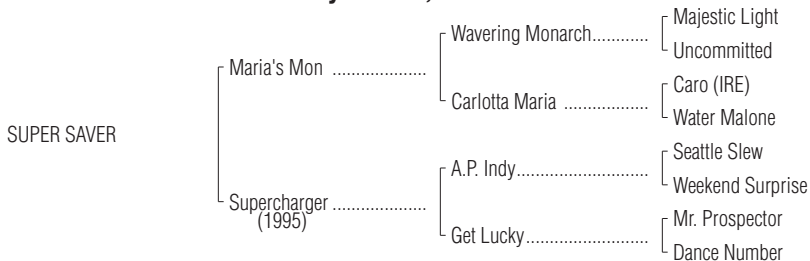 Majestic Light
Wavering Monarch............
Uncommitted
Maria's Mon ....................
Caro (IRE)
Carlotta Maria ..................
Water Malone
SUPER SAVER
Seattle Slew
A.P. Indy............................
Weekend Surprise
Supercharger ....................
(1995)
Mr. Prospector
Get Lucky..........................
Dance Number